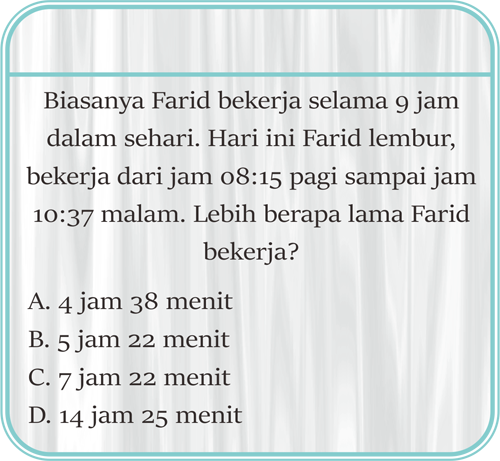 Biasanya Farid bekerja selama 9 jam
dalam sehari. Hari ini Farid lembur,
bekerja dari jam 08:15 pagi sampai jam
10:37 malam. Lebih berapa lama Farid
bekerja?
A. 4 jam 38 menit
B. 5 jam 22 menit
C. 7 jam 22 menit
D. 14 jam 25 menit